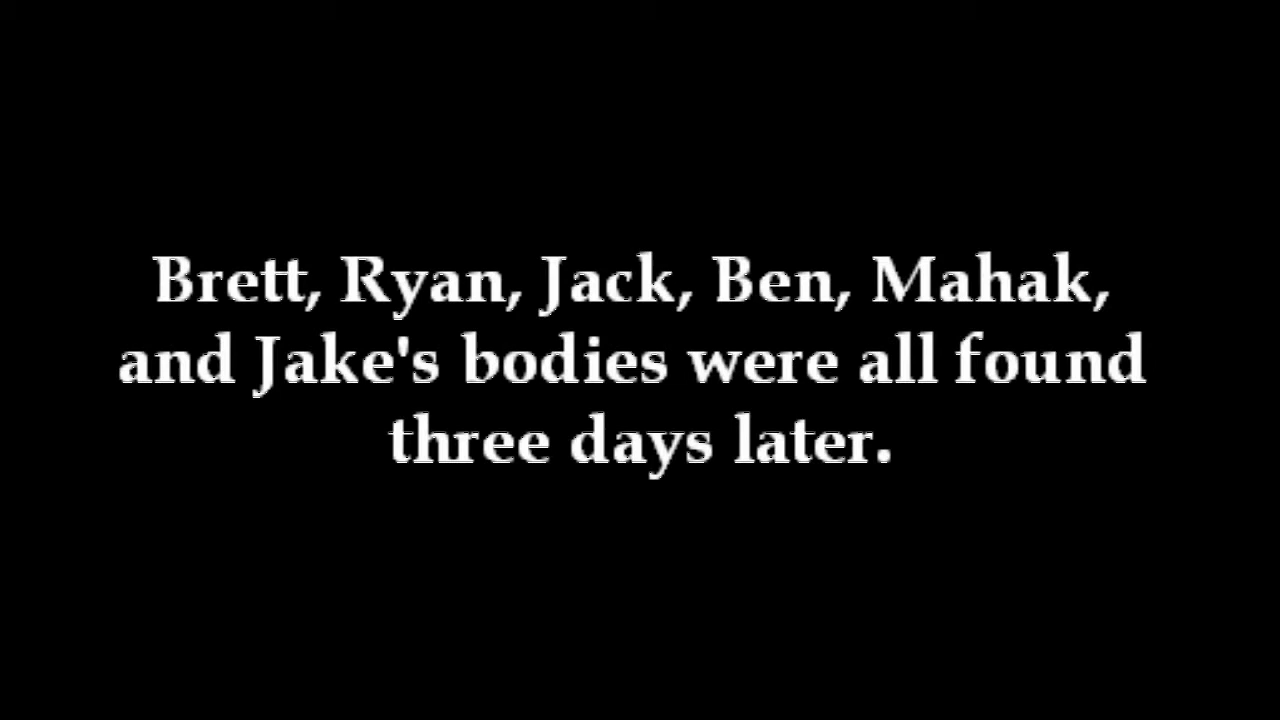 Brett, Ryan, Jack, Ben, Mahak,
and Jake's bodies were all found
three days later.